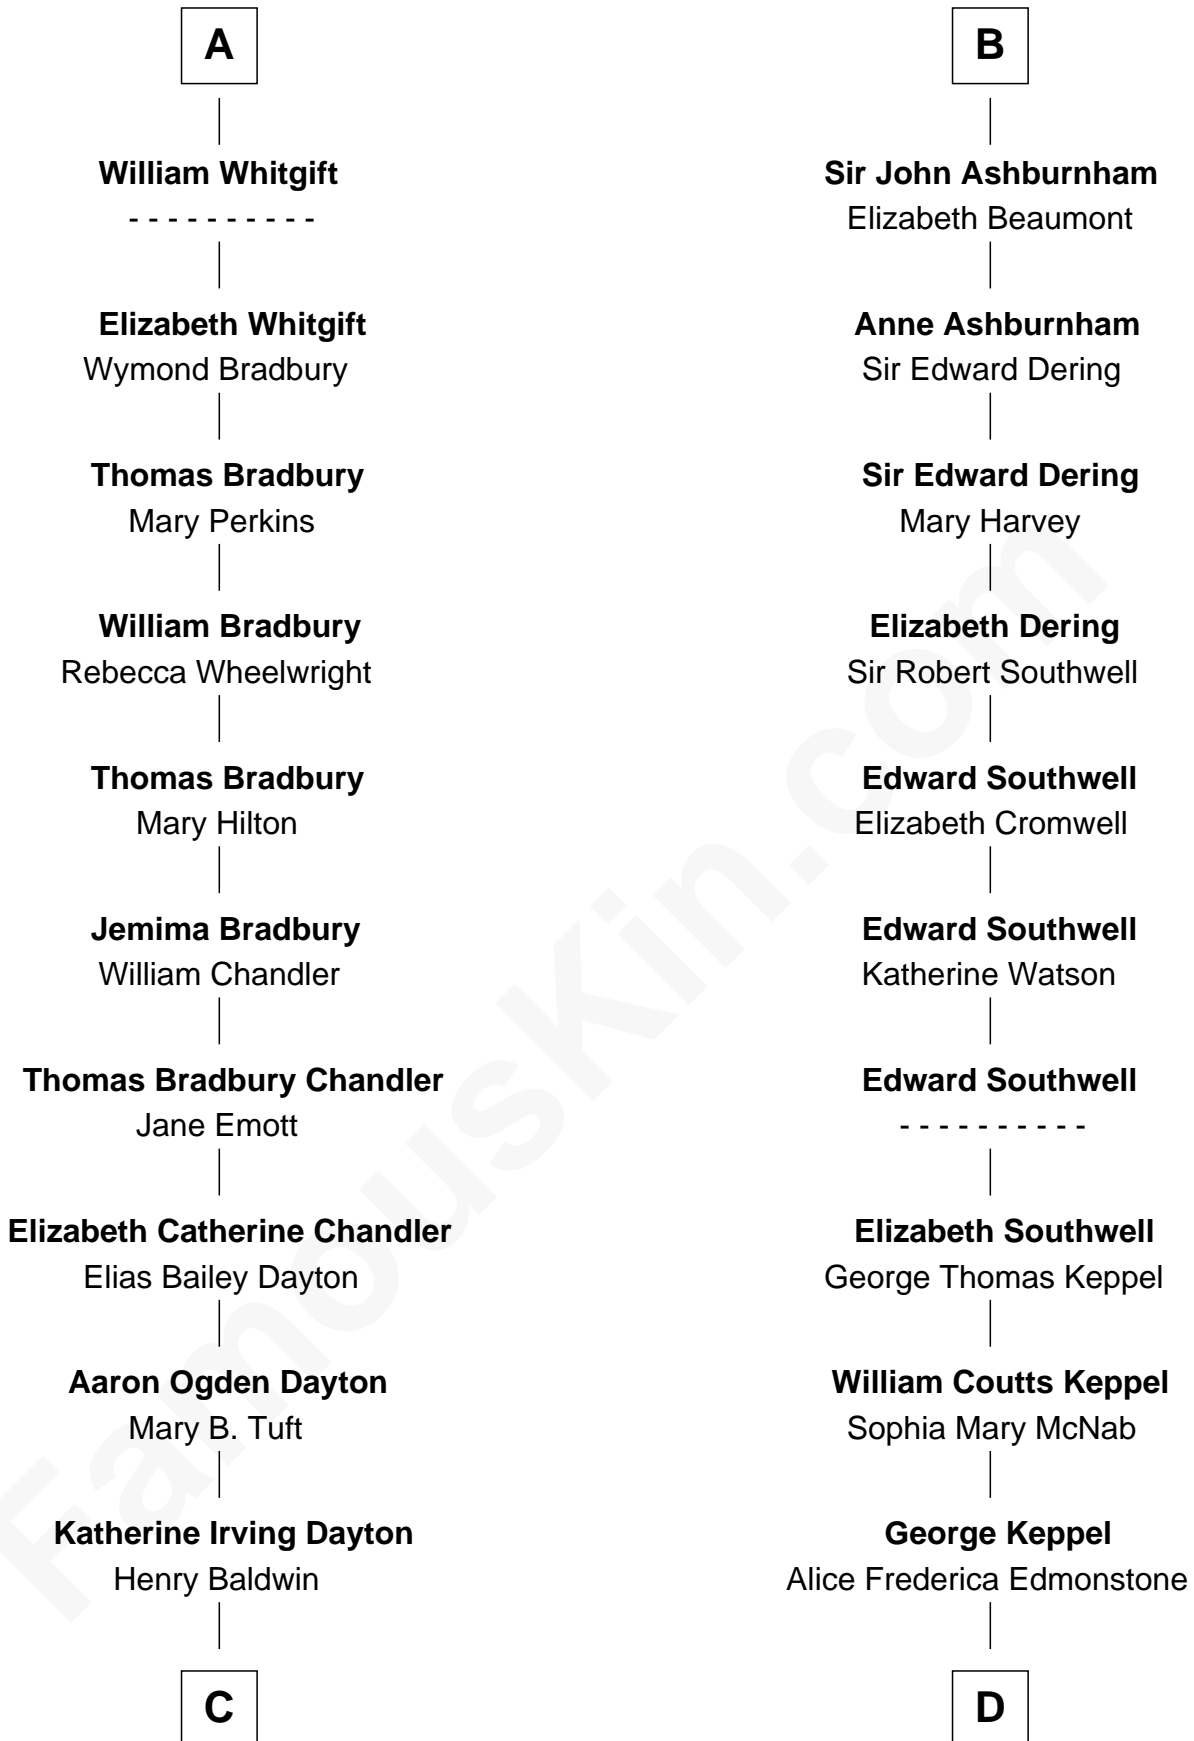 A
William Whitgift
- - - - - - - - - -
Elizabeth Whitgift
Wymond Bradbury
Thomas Bradbury
Mary Perkins
William Bradbury
Rebecca Wheelwright
Thomas Bradbury
Mary Hilton
Jemima Bradbury
William Chandler
Thomas Bradbury Chandler
Jane Emott
Elizabeth Catherine Chandler
Elias Bailey Dayton
Aaron Ogden Dayton
Mary B. Tuft
Katherine Irving Dayton
Henry Baldwin
C
B
Sir John Ashburnham
Elizabeth Beaumont
Anne Ashburnham
Sir Edward Dering
Sir Edward Dering
Mary Harvey
Elizabeth Dering
Sir Robert Southwell
Edward Southwell
Elizabeth Cromwell
Edward Southwell
Katherine Watson
Edward Southwell
- - - - - - - - - -
Elizabeth Southwell
George Thomas Keppel
William Coutts Keppel
Sophia Mary McNab
George Keppel
Alice Frederica Edmonstone
D
FamousKin.com